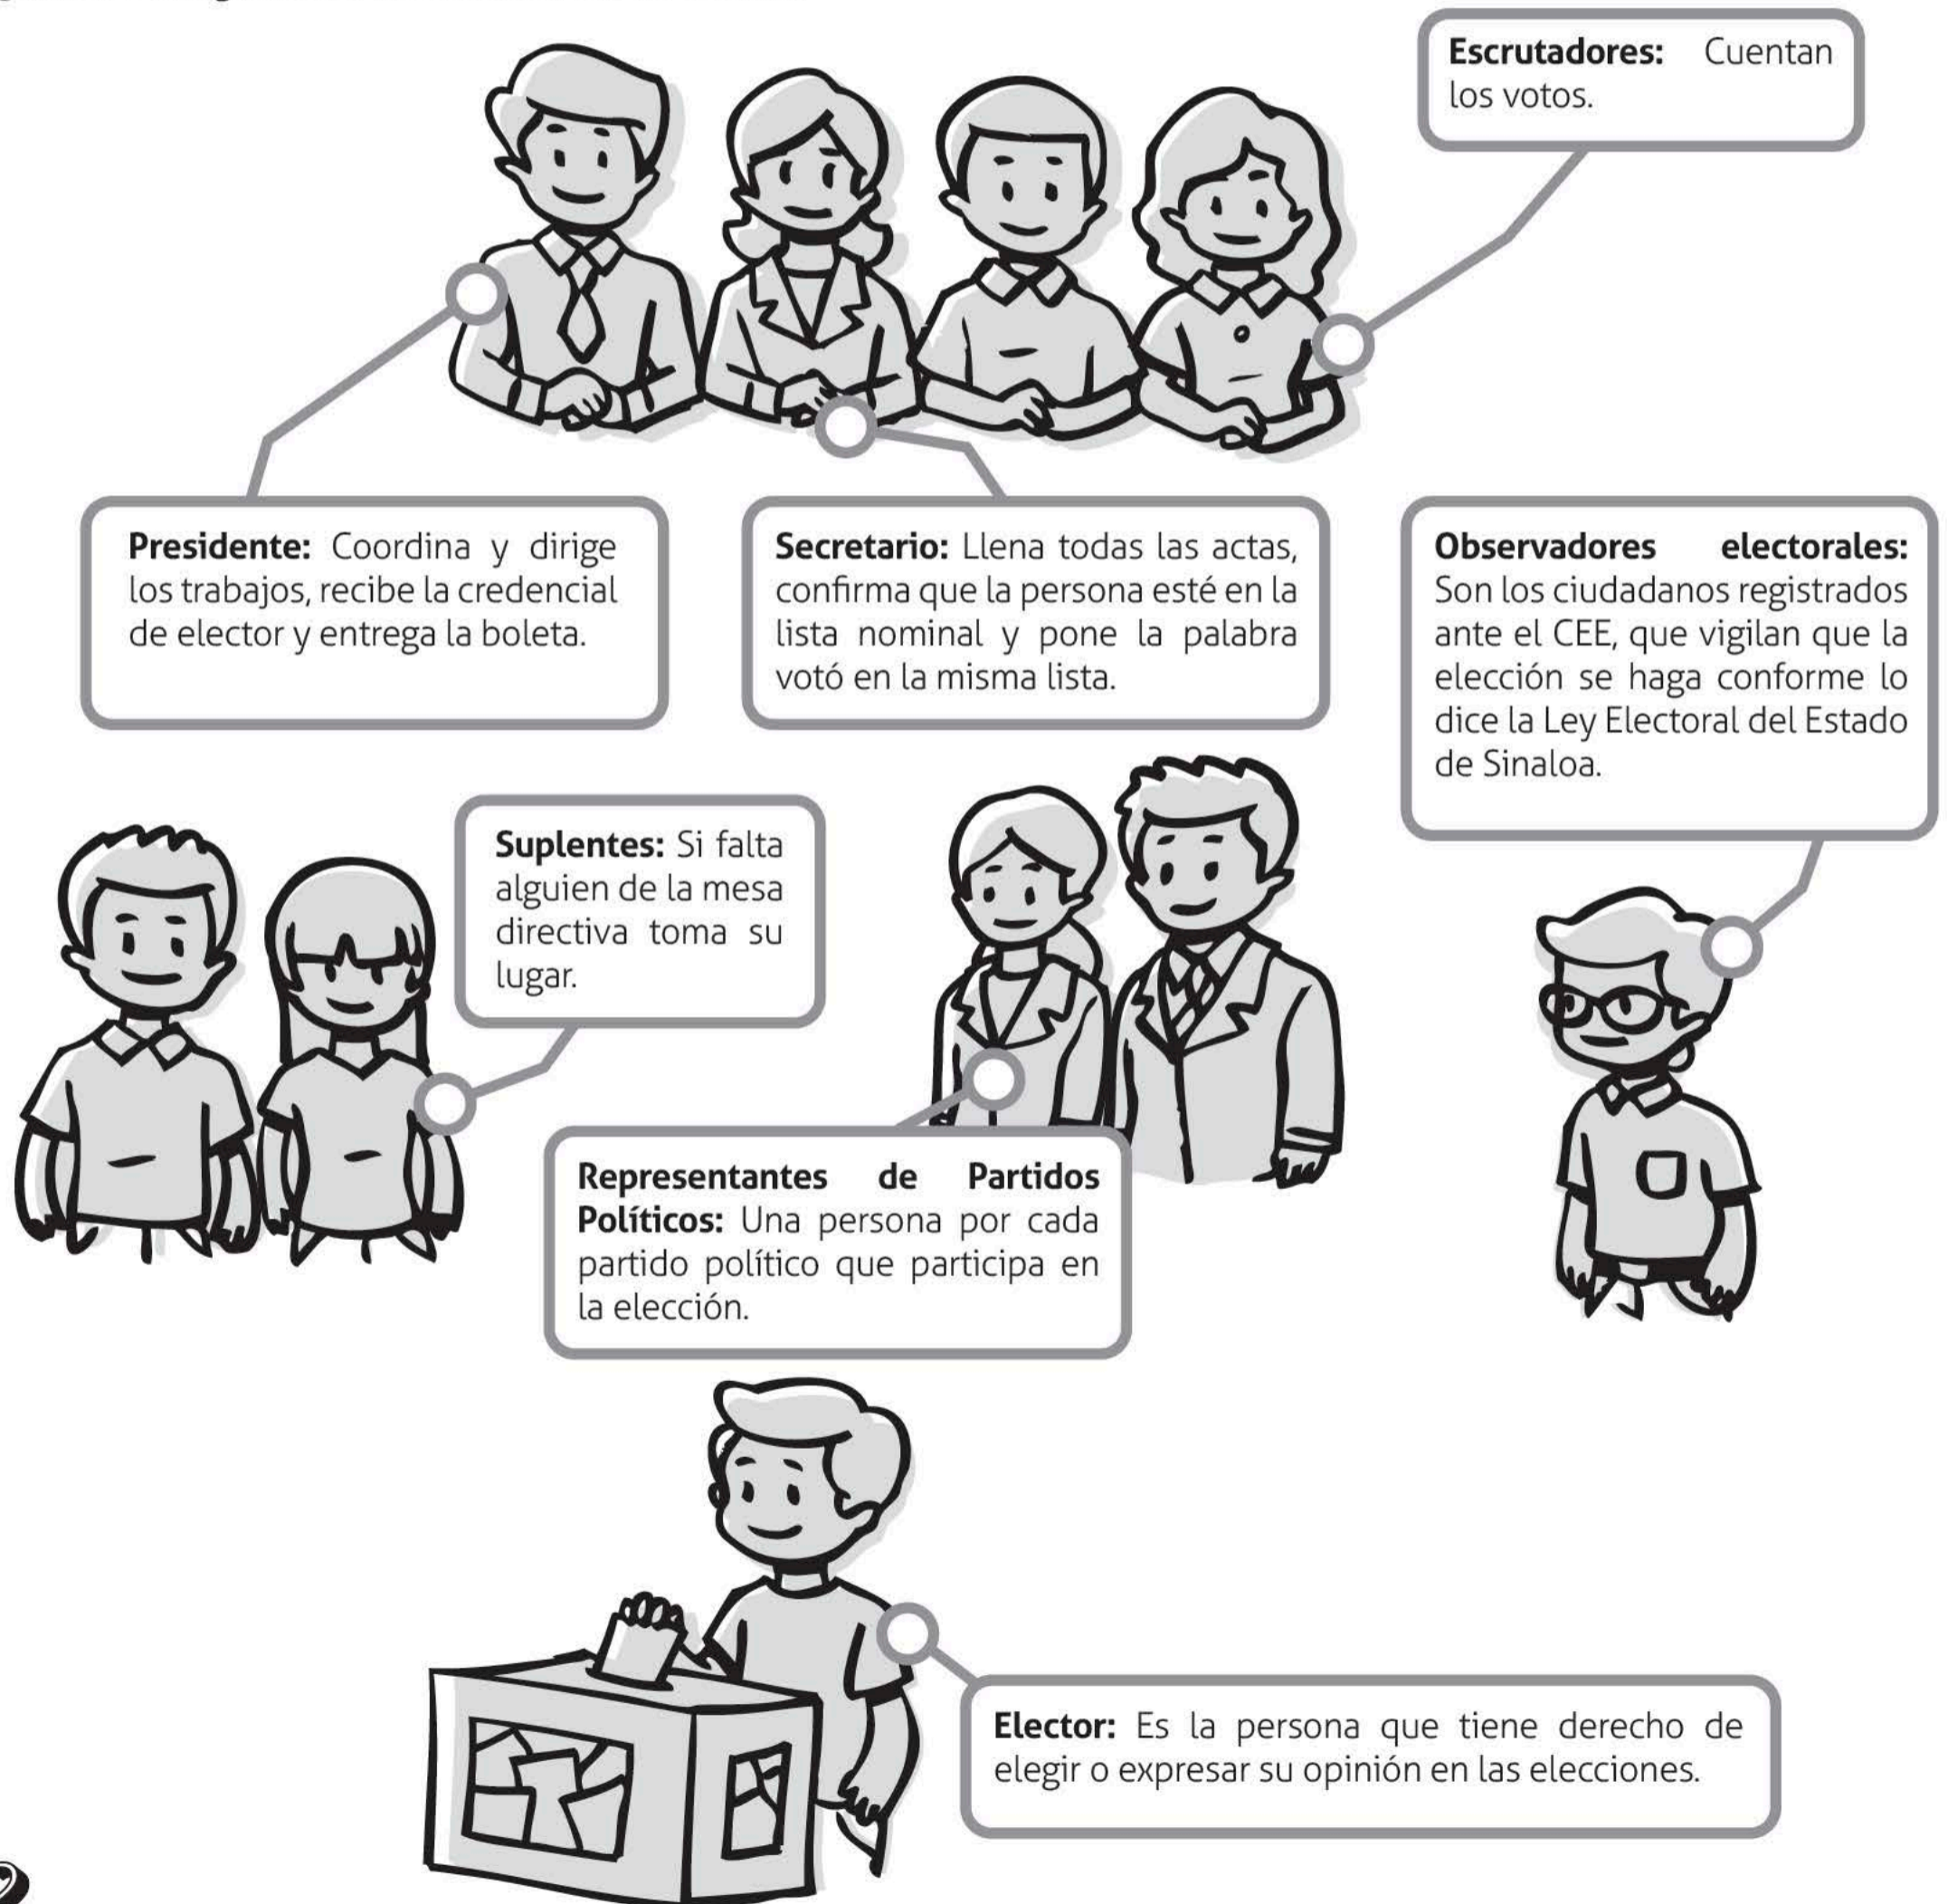 Escrutadores: Cuentan
los votos.
Presidente: Coordina y dirige
los trabajos, recibe la credencial
de elector y entrega la boleta.
Secretario: Llena todas las actas,
confirma que la persona esté en la
lista nominal y pone la palabra
votó en la misma lista.
Observadores electorales:
Son los ciudadanos registrados
ante el CEE, que vigilan que la
elección se haga conforme lo
dice la Ley Electoral del Estado
de Sinaloa.
Suplentes: Si falta
alguien de la mesa
directiva toma su
lugar.
Representantes de Partidos
Políticos: Una persona por cada
partido político que participa en
la elección.
Elector: Es la persona que tiene derecho de
elegir o expresar su opinión en las elecciones.